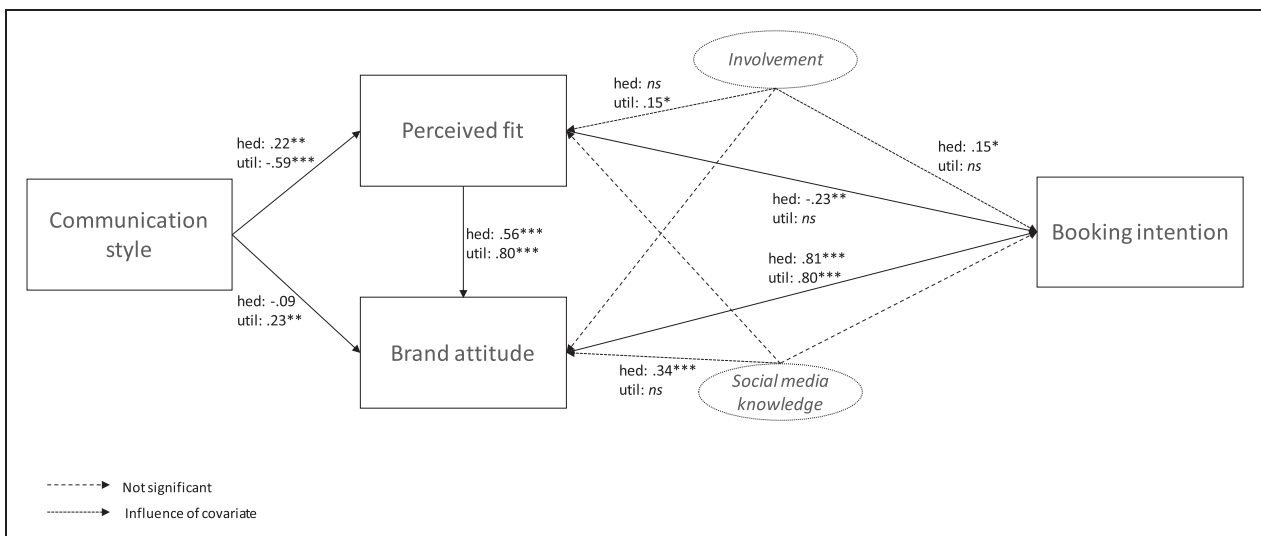 Involvement
hed: ns
util: .15*
Perceived fit
hed: .22**
util: -.59***
hed: .15*
util: ns
Communication
style
hed: -.23**
util: ns
Booking intention
hed: .56***
util: .80***
hed: .81***
util: .80***
hed: -.09
util: .23**
Brand attitude
hed: .34***
util: ns
Social media
knowledge
Not significant
Influence of covariate